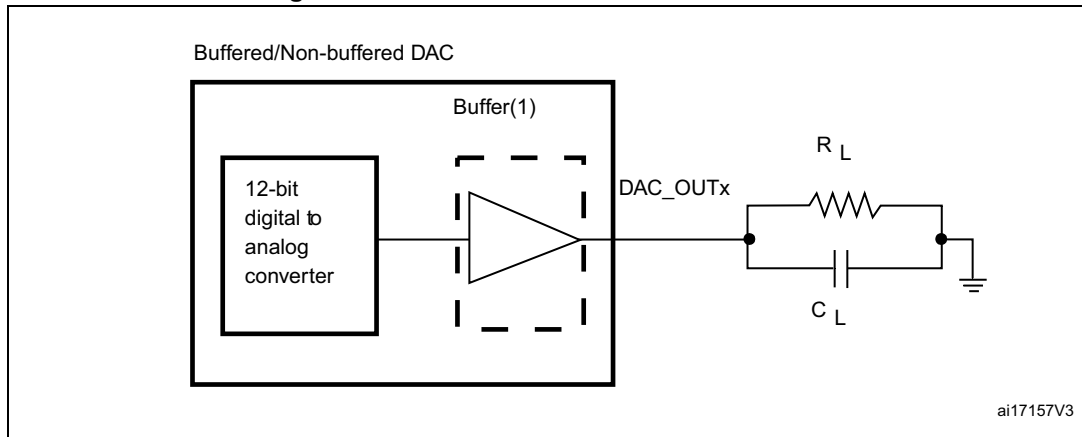 Buffered/Non-buffered DAC
Buffer(1)
12-bit
digital to
analog
converter
DAC_OUTx
R L
C L
ai17157V3